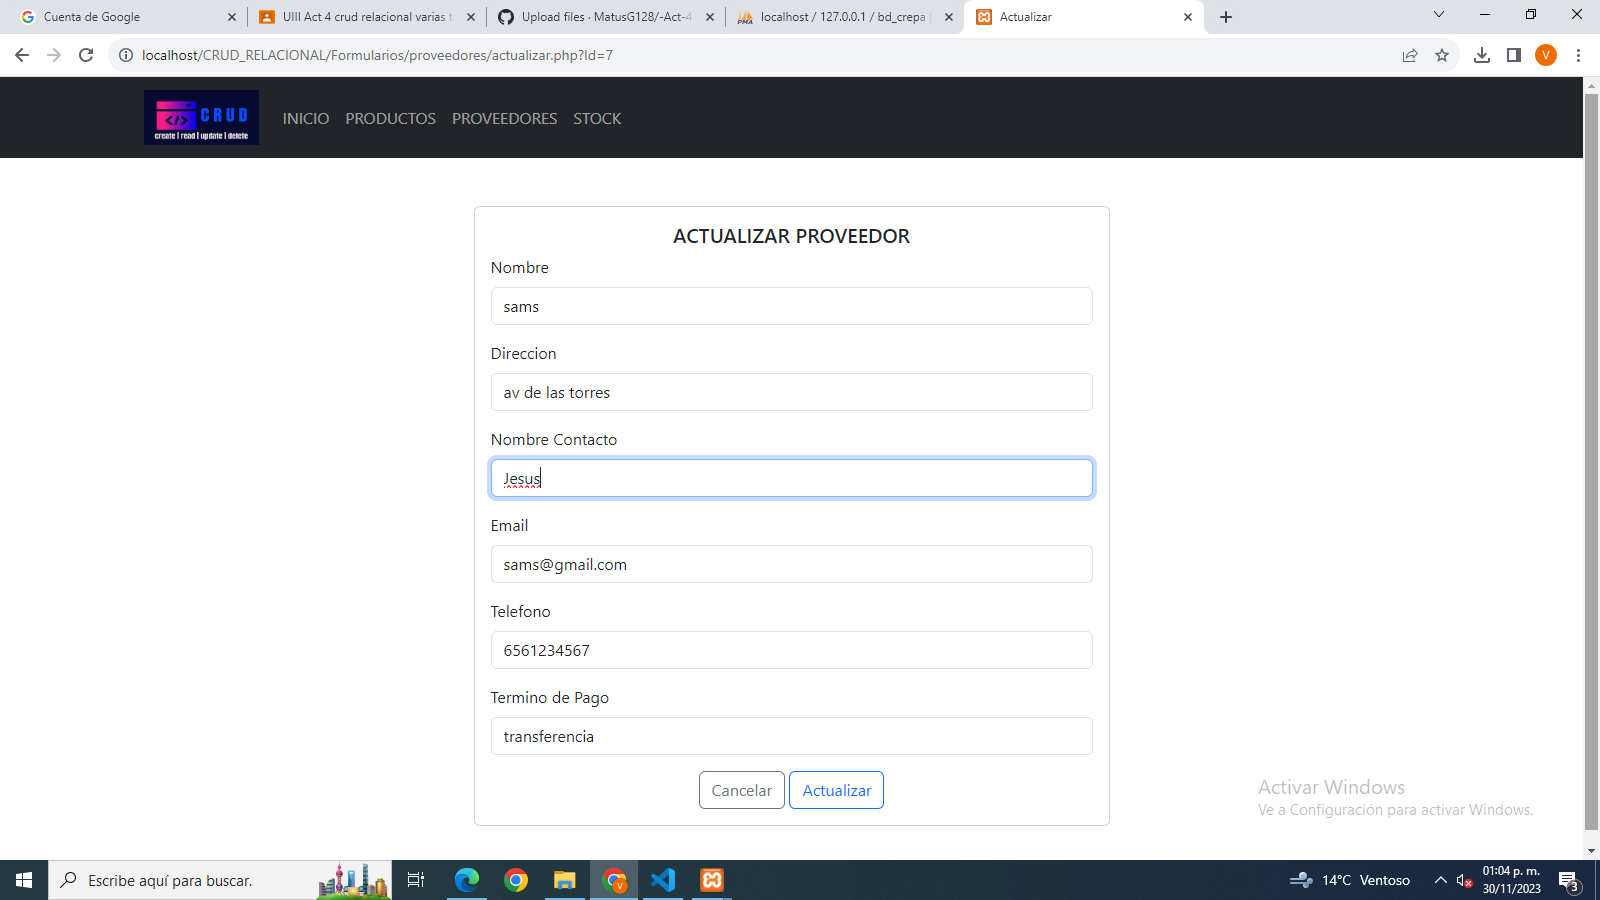 Cuenta de Google
UIII Act 4 crud relacional varias t
Upload files · MatusG128/-Act-4
localhost / 127.0.0.1 / bd_crepa
Actualizar
localhost/CRUD_RELACIONAL/Formularios/proveedores/actualizar.php?Id=7
V
CRUD
create | read | update | delete
INICIO
PRODUCTOS
PROVEEDORES
STOCK
ACTUALIZAR PROVEEDOR
Nombre
sams
Direccion
av de las torres
Nombre Contacto
Jesus
Email
sams@gmail.com
Telefono
6561234567
Termino de Pago
transferencia
Cancelar
Actualizar
Activar Windows
Ve a Configuración para activar Windows.
Escribe aquí para buscar.
14°C Ventoso
01:04 p. m.
30/11/2023
3